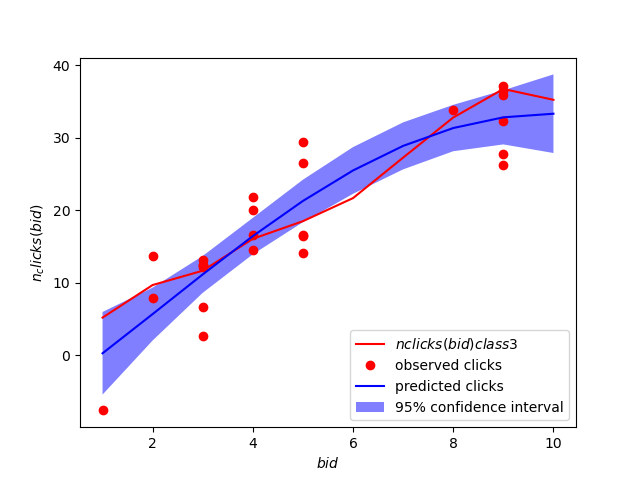 40
30
20
10
0
n_clicks(bid)
nclicks(bid)class3
observed clicks
predicted clicks
95% confidence interval
2 4 6 8 10
bid